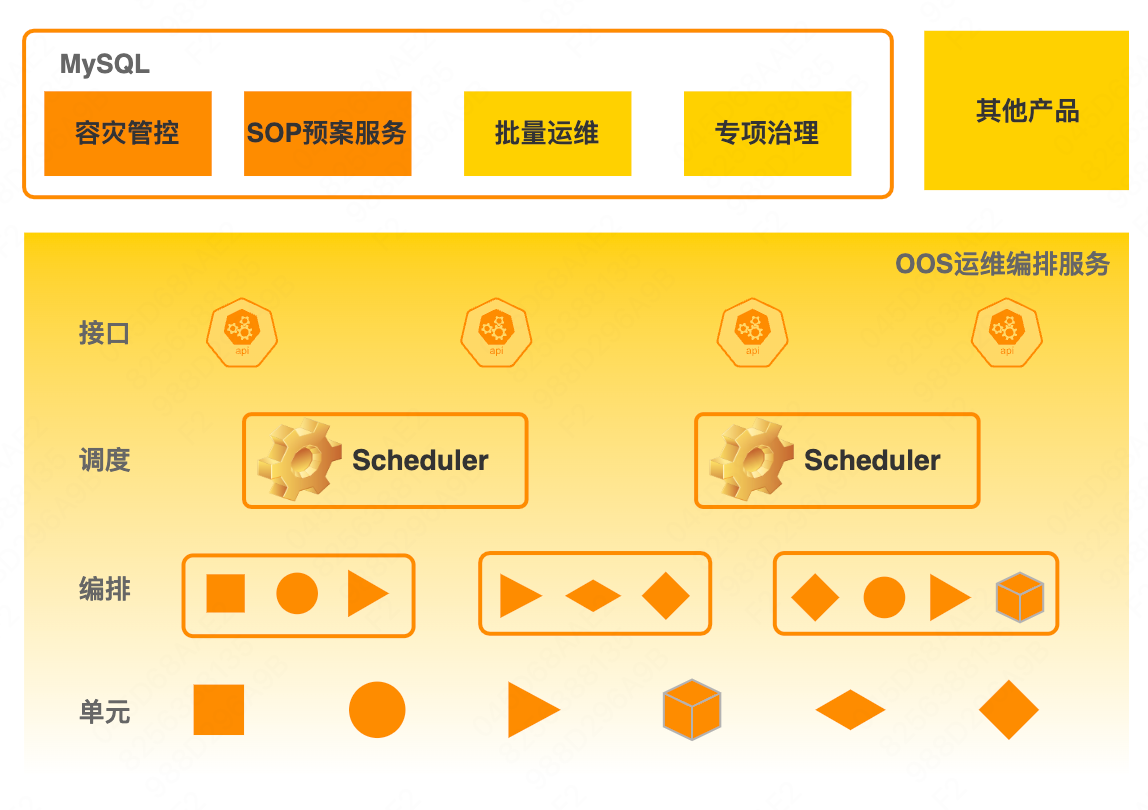 MySQL
容灾管控
SOP预案服务
批量运维
专项治理
其他产品
OOS运维编排服务
接口
api
api
api
api
调度
Scheduler
Scheduler
编排
单元